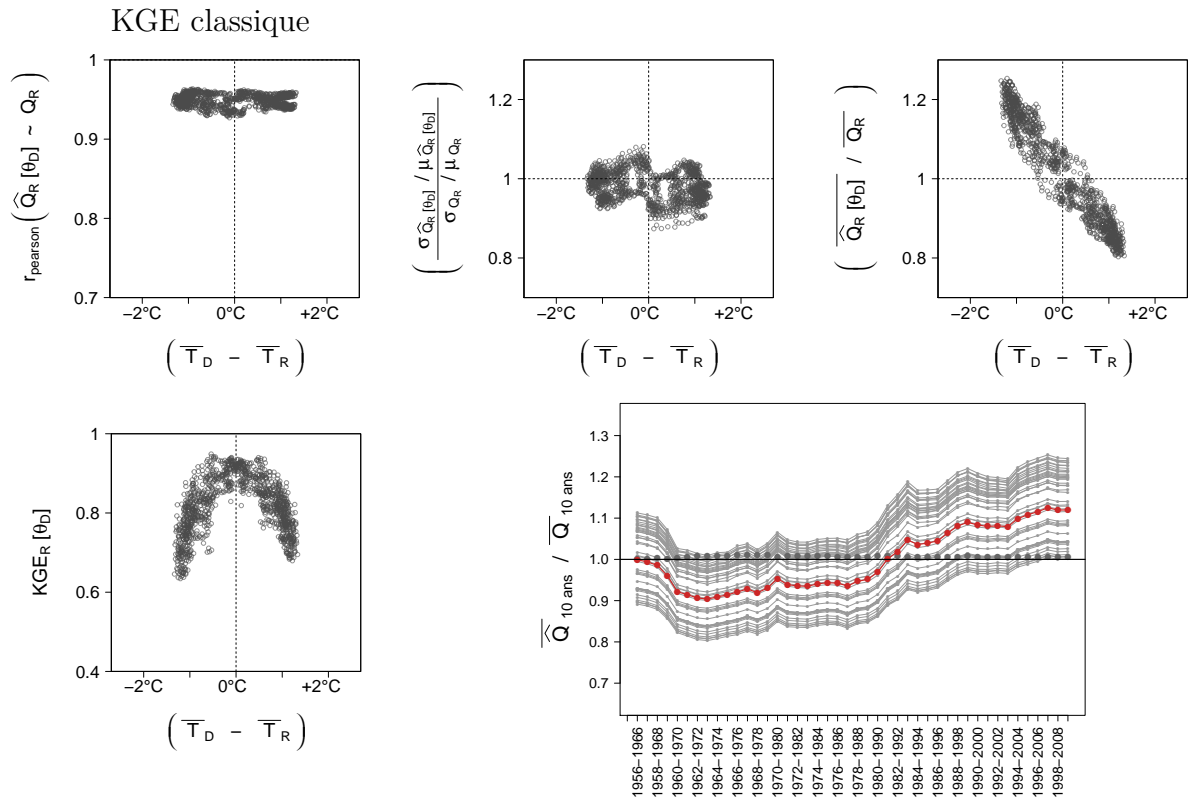 KGE classique
r pearson ( Q̂ R [θD] ~ QR )
1
0.9
0.8
0.7
−2°C 0°C +2°C
( T̅ D − T̅ R )
( σ Q̂ R [θD] / μ Q̂ R [θD]
σ QR / μ QR )
1.2
1
0.8
−2°C 0°C +2°C
( T̅ D − T̅ R )
( Q̂ R [θD] / QR )
1.2
1
0.8
−2°C 0°C +2°C
( T̅ D − T̅ R )
KGER [θD]
1
0.8
0.6
0.4
−2°C 0°C +2°C
( T̅ D − T̅ R )
Q̂ 10 ans / Q̅ 10 ans
1.3
1.2
1.1
1.0
0.9
0.8
0.7
1956−1966
1958−1968
1960−1970
1962−1972
1964−1974
1966−1976
1968−1978
1970−1980
1972−1982
1974−1984
1976−1986
1978−1988
1980−1990
1982−1992
1984−1994
1986−1996
1988−1998
1990−2000
1992−2002
1994−2004
1996−2006
1998−2008